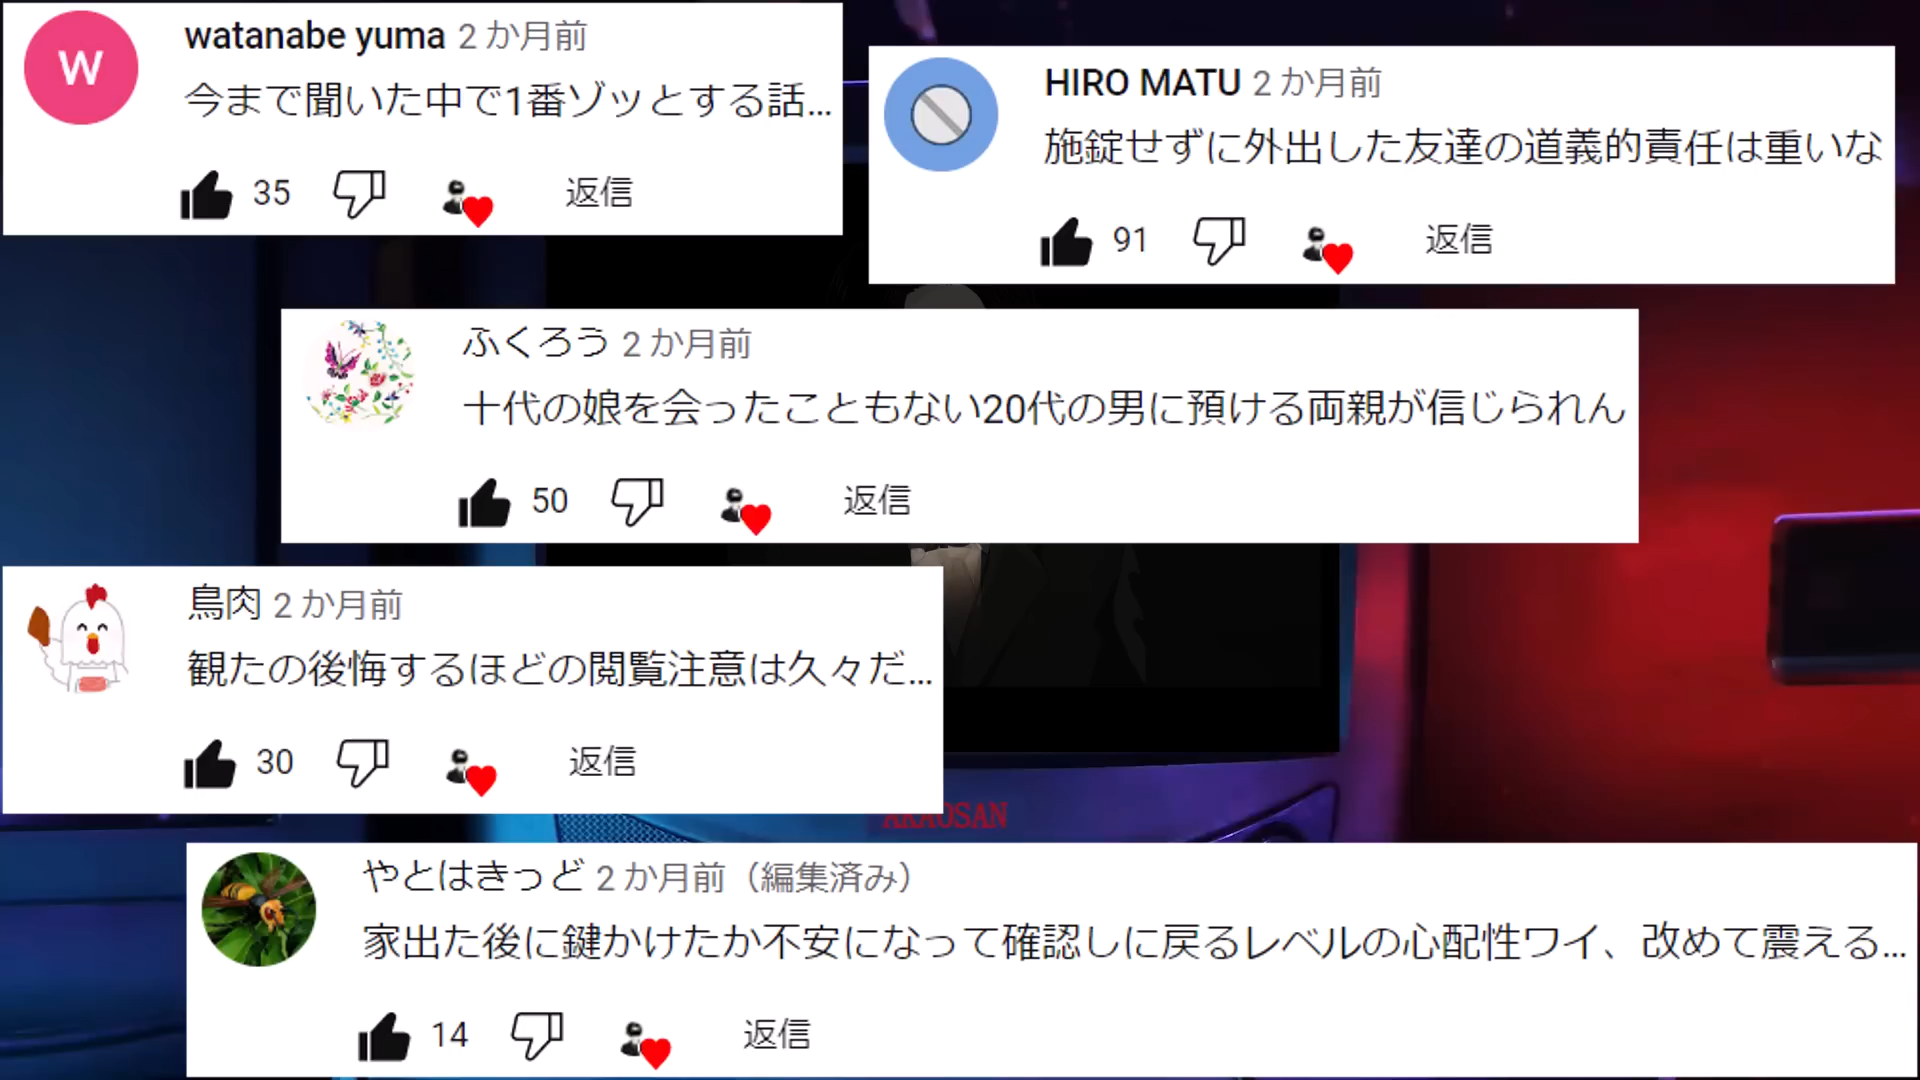 watanabe yuma 2 か月前
今まで聞いた中で1番ゾッとする話...
35 返信
HIRO MATU 2 か月前
施錠せずに外出した友達の道義的責任は重いな
91 返信
ふくろう 2 か月前
十代の娘を会ったこともない20代の男に預ける両親が信じられん
50 返信
鳥肉 2 か月前
観たの後悔するほどの閲覧注意は久々だ...
30 返信
AKAOSAN
やとはきっど 2 か月前（編集済み）
家出た後に鍵かけたか不安になって確認しに戻るレベルの心配性ワイ、改めて震える...
14 返信